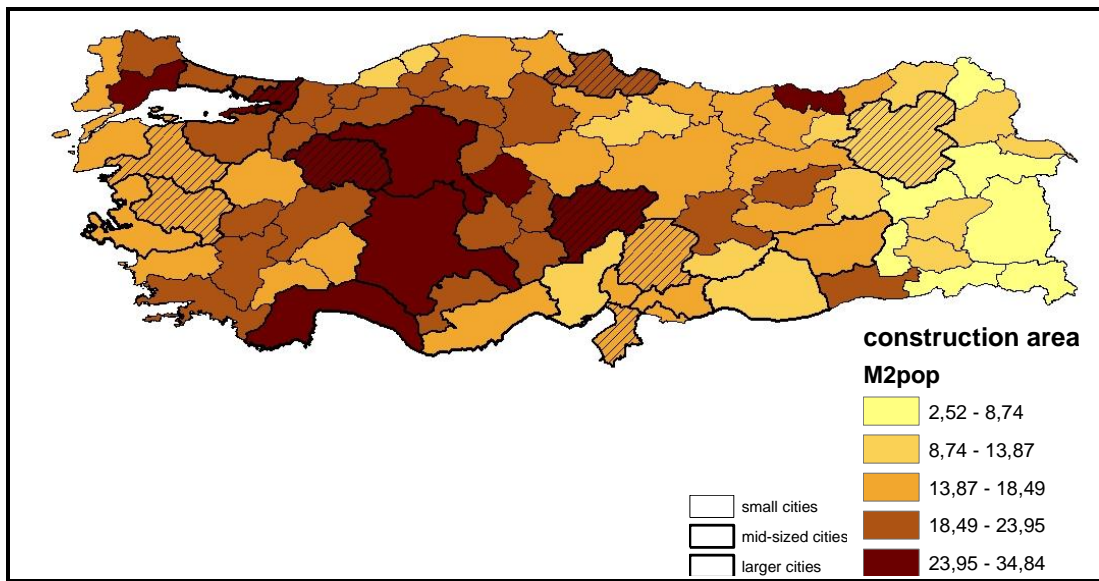 construction area
M2pop
2,52 - 8,74
8,74 - 13,87
13,87 - 18,49
18,49 - 23,95
23,95 - 34,84
small cities
mid-sized cities
larger cities